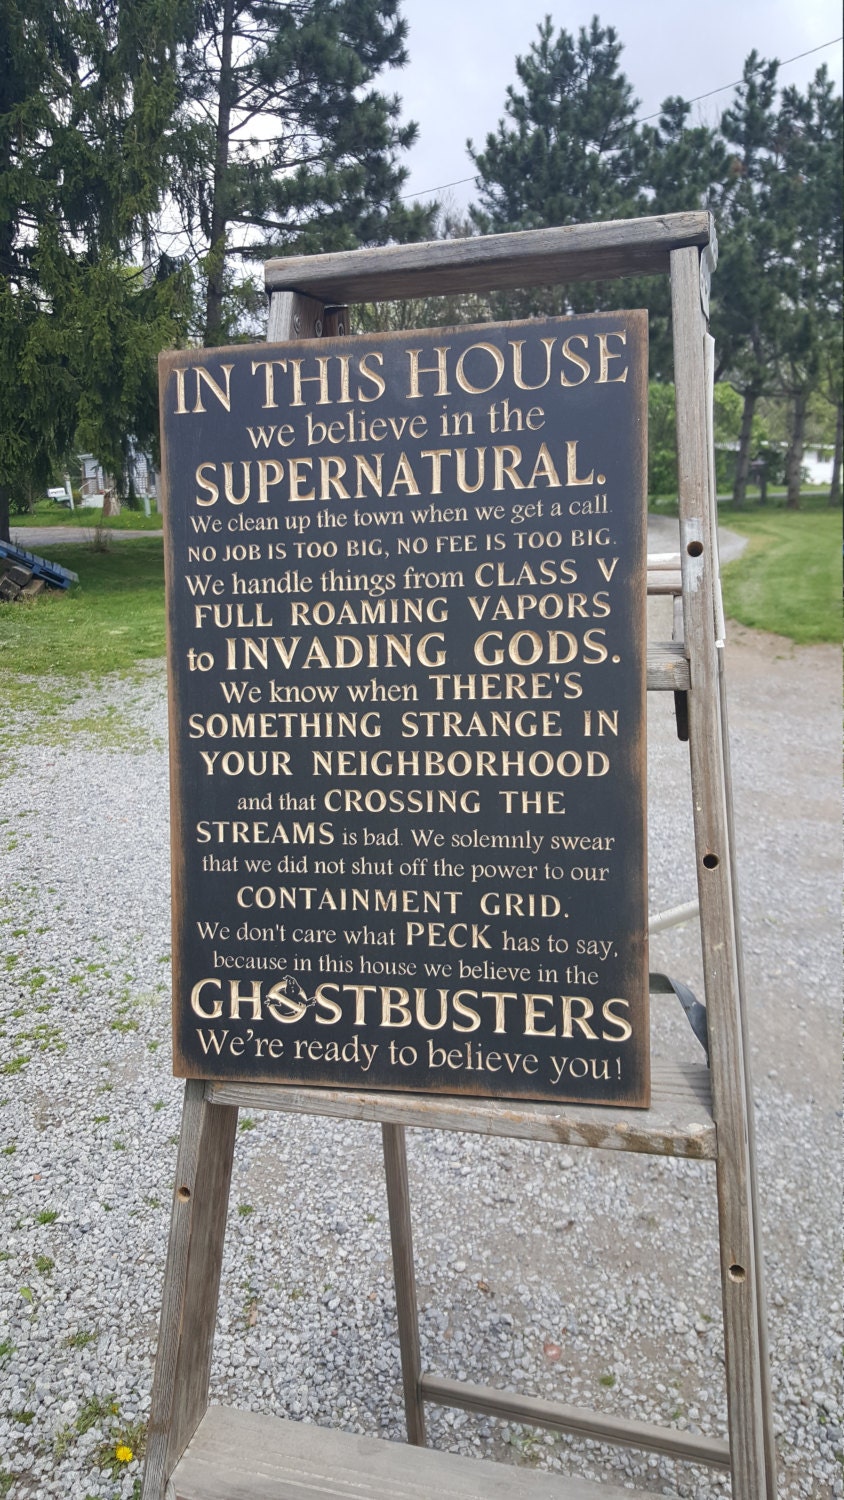 IN THIS HOUSE
we believe in the
SUPERNATURAL.
We clean up the town when we get a call.
NO JOB IS TOO BIG, NO FEE IS TOO BIG.
We handle things from CLASS V
FULL ROAMING VAPORS
to INVADING GODS.
We know when THERE'S
SOMETHING STRANGE IN
YOUR NEIGHBORHOOD
and that CROSSING THE
STREAMS is bad. We solemnly swear
that we did not shut off the power to our
CONTAINMENT GRID.
We don't care what PECK has to say,
because in this house we believe in the
GHOSTBUSTERS
We're ready to believe you!